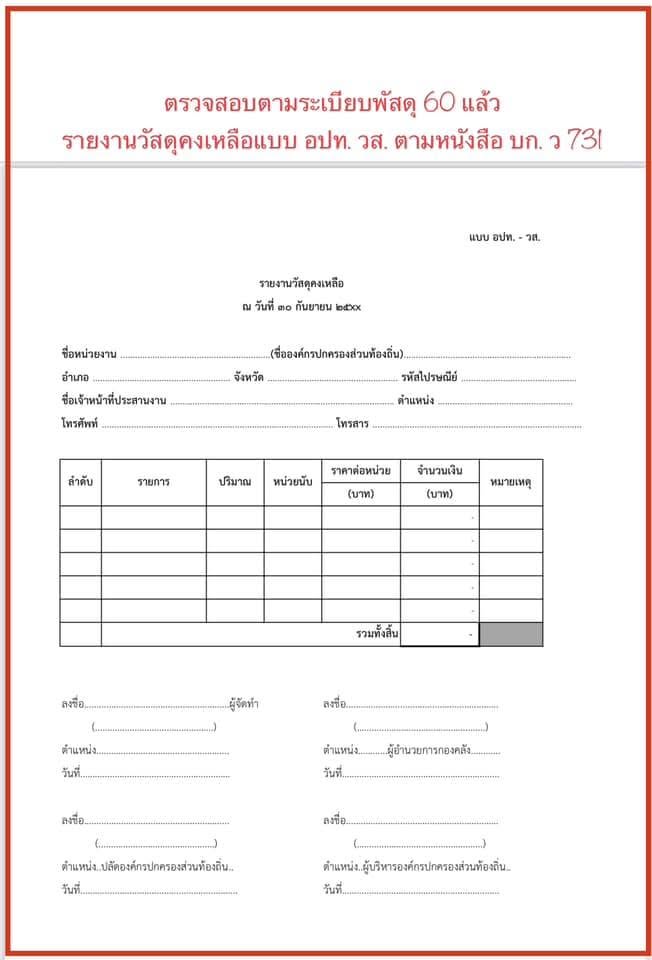 ตรวจสอบตามระเบียบพัสดุ 60 แล้ว
รายงานวัสดุคงเหลือแบบ อปท. วส. ตามหนังสือ บก. ว 731
แบบ อปท. - วส.
รายงานวัสดุคงเหลือ
ณ วันที่ ๓๐ กันยายน ๒๕xx
ชื่อหน่วยงาน ..........................................................(ชื่อองค์กรปกครองส่วนท้องถิ่น)................................................................
อำเภอ ..................................................... จังหวัด .................................................. รหัสไปรษณีย์ ............................................
ชื่อเจ้าหน้าที่ประสานงาน ...................................................................................... ตำแหน่ง ....................................................
โทรศัพท์ ......................................................................................... โทรสาร ................................................................................
ลำดับ รายการ ปริมาณ หน่วยนับ ราคาต่อหน่วย (บาท) จำนวนเงิน (บาท) หมายเหตุ
-
-
-
-
-
รวมทั้งสิ้น -
ลงชื่อ........................................................ผู้จัดทำ ลงชื่อ..........................................................
(..............................................) (..................................................)
ตำแหน่ง................................................... ตำแหน่ง............ผู้อำนวยการกองคลัง............
วันที่.......................................................... วันที่............................................................
ลงชื่อ........................................................ ลงชื่อ..........................................................
(..............................................) (..................................................)
ตำแหน่ง..ปลัดองค์กรปกครองส่วนท้องถิ่น.. ตำแหน่ง..ผู้บริหารองค์กรปกครองส่วนท้องถิ่น..
วันที่............................................................ วันที่............................................................